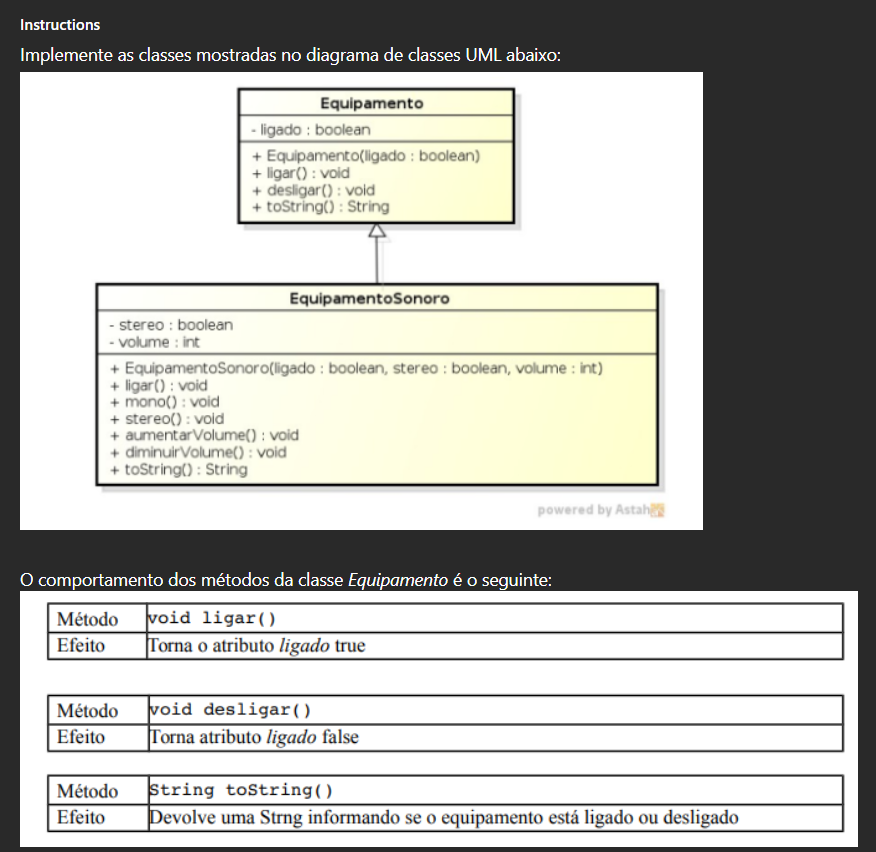 Instructions
Implemente as classes mostradas no diagrama de classes UML abaixo:
Equipamento
- ligado : boolean
+ Equipamento(ligado : boolean)
+ ligar() : void
+ desligar() : void
+ toString() : String
EquipamentoSonoro
- stereo : boolean
- volume : int
+ EquipamentoSonoro(ligado : boolean, stereo : boolean, volume : int)
+ ligar() : void
+ mono() : void
+ stereo() : void
+ aumentarVolume() : void
+ diminuirVolume() : void
+ toString() : String
powered by Astah
O comportamento dos métodos da classe Equipamento é o seguinte:
Método void ligar()
Efeito Torna o atributo ligado true
Método void desligar()
Efeito Torna atributo ligado false
Método String toString()
Efeito Devolve uma Strng informando se o equipamento está ligado ou desligado